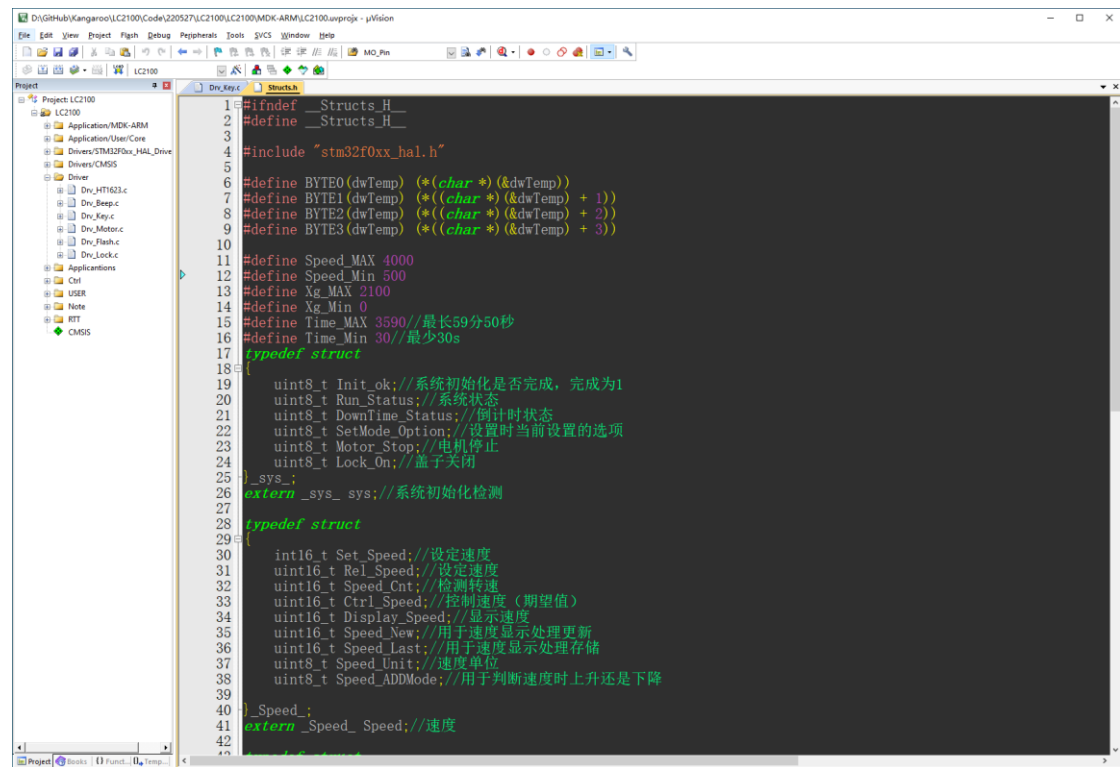 D:\GitHub\Kangaroo\LC2100\Code\220527\LC2100\LC2100\MDK-ARM\LC2100.uvprojx - µVision
File Edit View Project Flash Debug Peripherals Tools SVCS Window Help
MO_Pin
LC2100
Project
Project: LC2100
LC2100
Application/MDK-ARM
Application/User/Core
Drivers/STM32F0xx_HAL_Drive
Drivers/CMSIS
Driver
Drv_HT1623.c
Drv_Beep.c
Drv_Key.c
Drv_Motor.c
Drv_Flash.c
Drv_Lock.c
Applicantions
Ctrl
USER
Note
RTT
CMSIS
Project Books {} Funct... 0 Temp...
Drv_Key.c Structs.h
1 #ifndef __Structs_H__
2 #define __Structs_H__
3
4 #include "stm32f0xx_hal.h"
5
6 #define BYTE0(dwTemp) (*(char *)(&dwTemp))
7 #define BYTE1(dwTemp) (*((char *)(&dwTemp) + 1))
8 #define BYTE2(dwTemp) (*((char *)(&dwTemp) + 2))
9 #define BYTE3(dwTemp) (*((char *)(&dwTemp) + 3))
10
11 #define Speed_MAX 4000
12 #define Speed_Min 500
13 #define Xg_MAX 2100
14 #define Xg_Min 0
15 #define Time_MAX 3590//最长59分50秒
16 #define Time_Min 30//最少30s
17 typedef struct
18 {
19 uint8_t Init_ok;//系统初始化是否完成，完成为1
20 uint8_t Run_Status;//系统状态
21 uint8_t DownTime_Status;//倒计时状态
22 uint8_t SetMode_Option;//设置时当前设置的选项
23 uint8_t Motor_Stop;//电机停止
24 uint8_t Lock_On;//盖子关闭
25 }_sys_;
26 extern _sys_ sys;//系统初始化检测
27
28 typedef struct
29 {
30 int16_t Set_Speed;//设定速度
31 uint16_t Rel_Speed;//设定速度
32 uint16_t Speed_Cnt;//检测转速
33 uint16_t Ctrl_Speed;//控制速度（期望值）
34 uint16_t Display_Speed;//显示速度
35 uint16_t Speed_New;//用于速度显示处理更新
36 uint16_t Speed_Last;//用于速度显示处理存储
37 uint8_t Speed_Unit;//速度单位
38 uint8_t Speed_ADDMode;//用于判断速度时上升还是下降
39
40 }_Speed_;
41 extern _Speed_ Speed;//速度
42